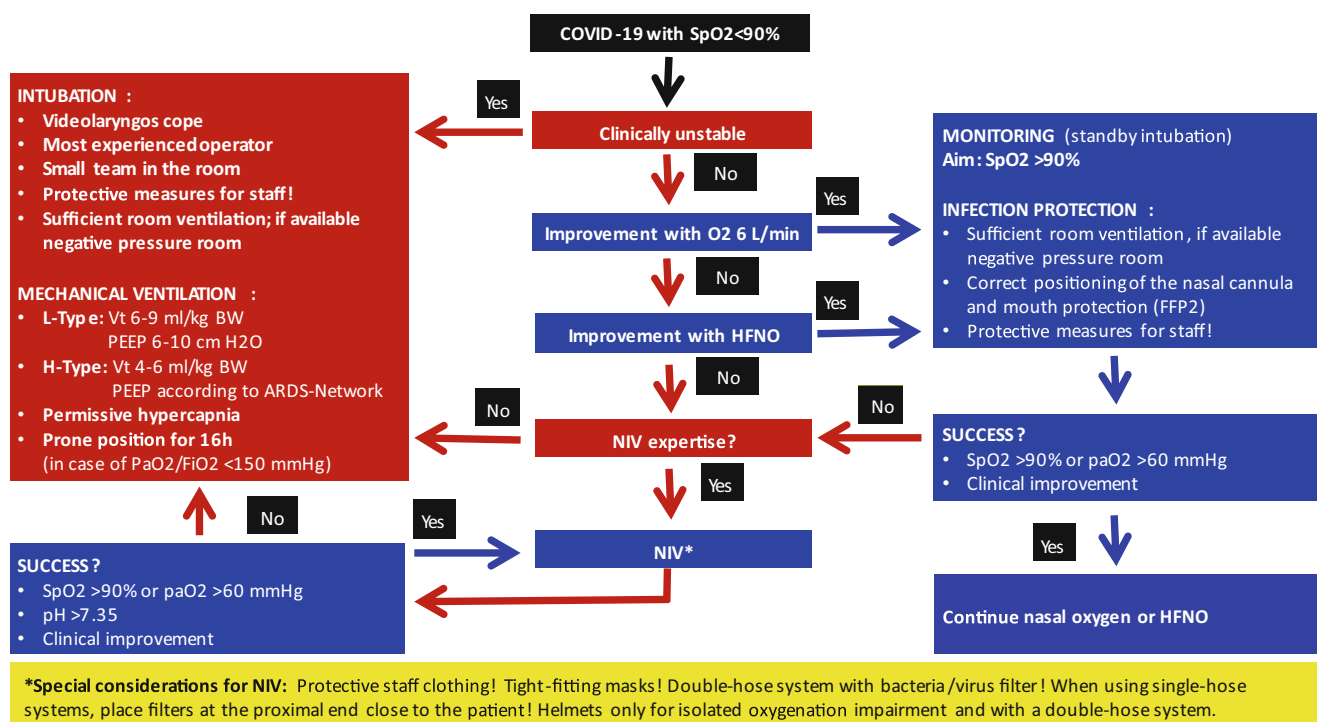 COVID-19 with SpO2<90%
Yes
Clinically unstable
No
INTUBATION :
• Videolaryngos cope
• Most experienced operator
• Small team in the room
• Protective measures for staff!
• Sufficient room ventilation; if available
negative pressure room
MECHANICAL VENTILATION :
• L-Type: Vt 6-9 ml/kg BW
PEEP 6-10 cm H2O
• H-Type: Vt 4-6 ml/kg BW
PEEP according to ARDS-Network
• Permissive hypercapnia
• Prone position for 16h
(in case of PaO2/FiO2 <150 mmHg)
Improvement with O2 6 L/min
Yes
No
Improvement with HFNO
Yes
No
MONITORING (standby intubation)
Aim: SpO2 >90%
INFECTION PROTECTION :
• Sufficient room ventilation, if available
negative pressure room
• Correct positioning of the nasal cannula
and mouth protection (FFP2)
• Protective measures for staff!
No
NIV expertise?
No
SUCCESS?
• SpO2 >90% or paO2 >60 mmHg
• Clinical improvement
Yes
No
Yes
NIV*
Yes
SUCCESS?
• SpO2 >90% or paO2 >60 mmHg
• pH >7.35
• Clinical improvement
Continue nasal oxygen or HFNO
*Special considerations for NIV: Protective staff clothing! Tight-fitting masks! Double-hose system with bacteria/virus filter! When using single-hose
systems, place filters at the proximal end close to the patient! Helmets only for isolated oxygenation impairment and with a double-hose system.